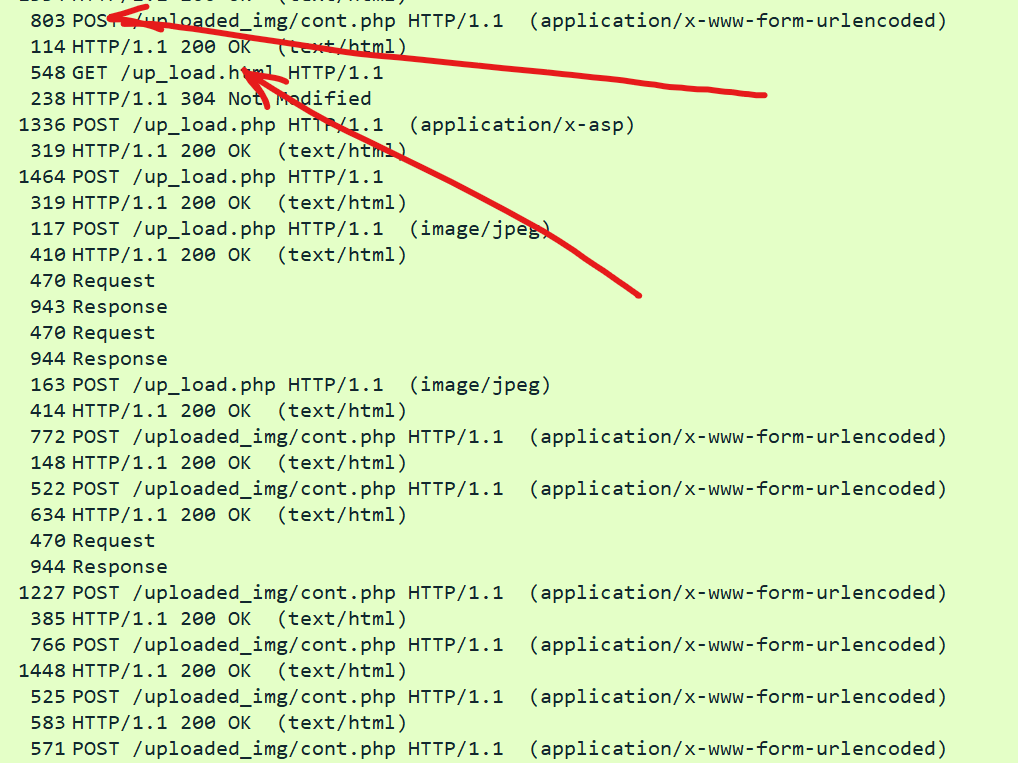 803 POST /uploaded_img/cont.php HTTP/1.1 (application/x-www-form-urlencoded)
114 HTTP/1.1 200 OK (text/html)
548 GET /up_load.html HTTP/1.1
238 HTTP/1.1 304 Not Modified
1336 POST /up_load.php HTTP/1.1 (application/x-asp)
319 HTTP/1.1 200 OK (text/html)
1464 POST /up_load.php HTTP/1.1
319 HTTP/1.1 200 OK (text/html)
117 POST /up_load.php HTTP/1.1 (image/jpeg)
410 HTTP/1.1 200 OK (text/html)
470 Request
943 Response
470 Request
944 Response
163 POST /up_load.php HTTP/1.1 (image/jpeg)
414 HTTP/1.1 200 OK (text/html)
772 POST /uploaded_img/cont.php HTTP/1.1 (application/x-www-form-urlencoded)
148 HTTP/1.1 200 OK (text/html)
522 POST /uploaded_img/cont.php HTTP/1.1 (application/x-www-form-urlencoded)
634 HTTP/1.1 200 OK (text/html)
470 Request
944 Response
1227 POST /uploaded_img/cont.php HTTP/1.1 (application/x-www-form-urlencoded)
385 HTTP/1.1 200 OK (text/html)
766 POST /uploaded_img/cont.php HTTP/1.1 (application/x-www-form-urlencoded)
1448 HTTP/1.1 200 OK (text/html)
525 POST /uploaded_img/cont.php HTTP/1.1 (application/x-www-form-urlencoded)
583 HTTP/1.1 200 OK (text/html)
571 POST /uploaded_img/cont.php HTTP/1.1 (application/x-www-form-urlencoded)